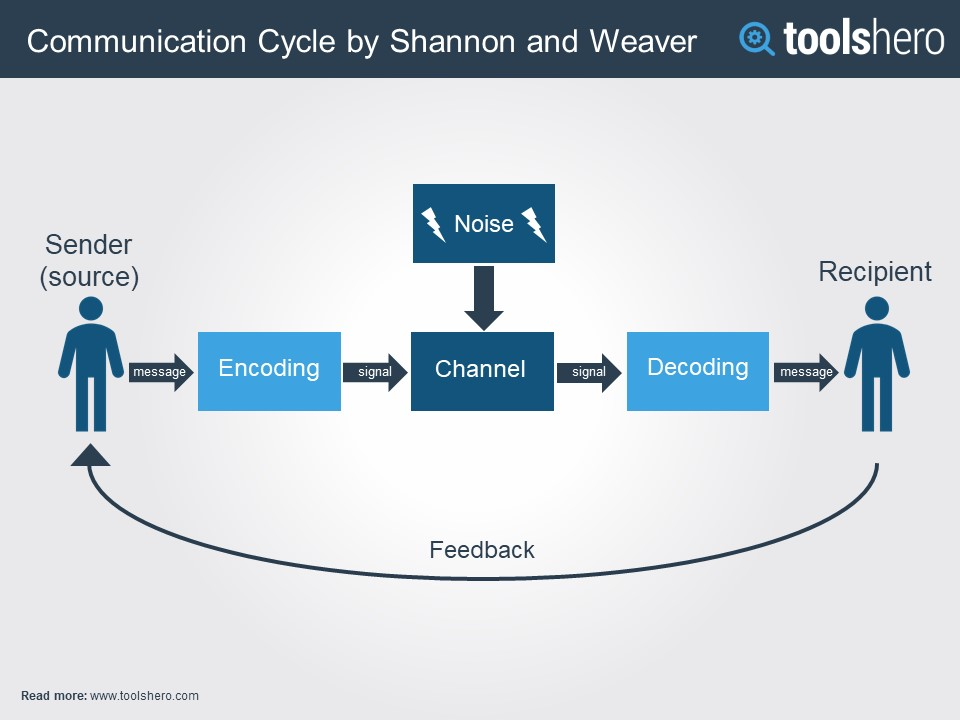 Communication Cycle by Shannon and Weaver
toolshero
Noise
Sender
(source)
Recipient
message
Encoding
signal
Channel
signal
Decoding
message
Feedback
Read more: www.toolshero.com